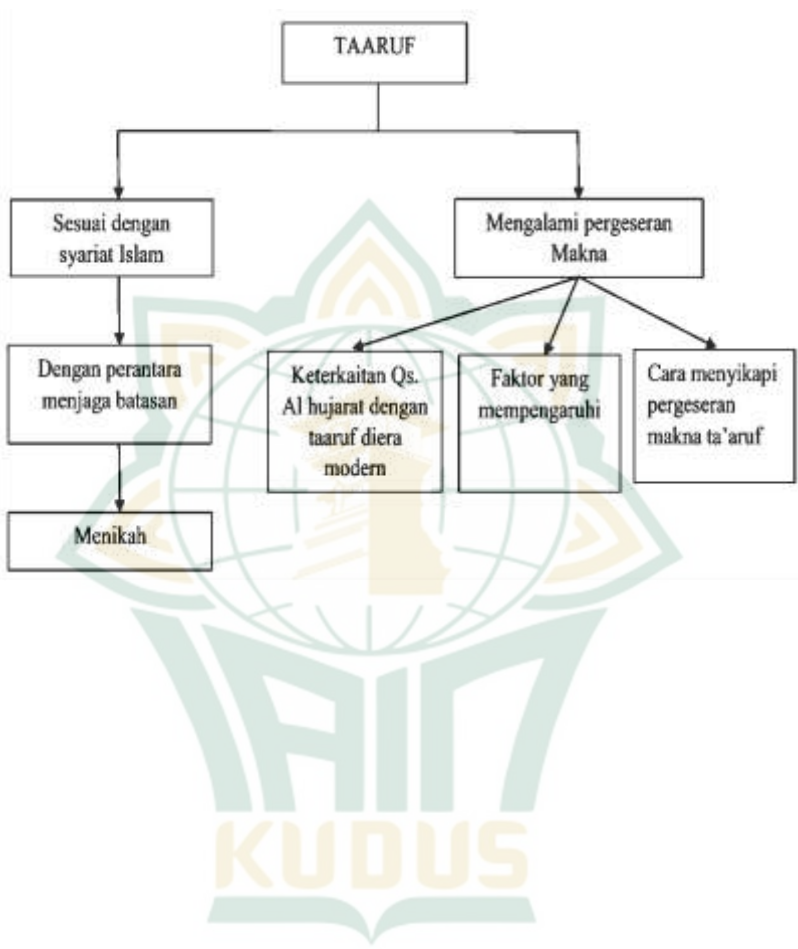 TAARUF
Sesuai dengan
syariat Islam
Mengalami pergeseran
Makna
Dengan perantara
menjaga batasan
Keterkaitan Qs.
Al hujarat dengan
taaruf diera
modern
Faktor yang
mempengaruhi
Cara menyikapi
pergeseran
makna ta'aruf
Menikah
IAIN
KUDUS